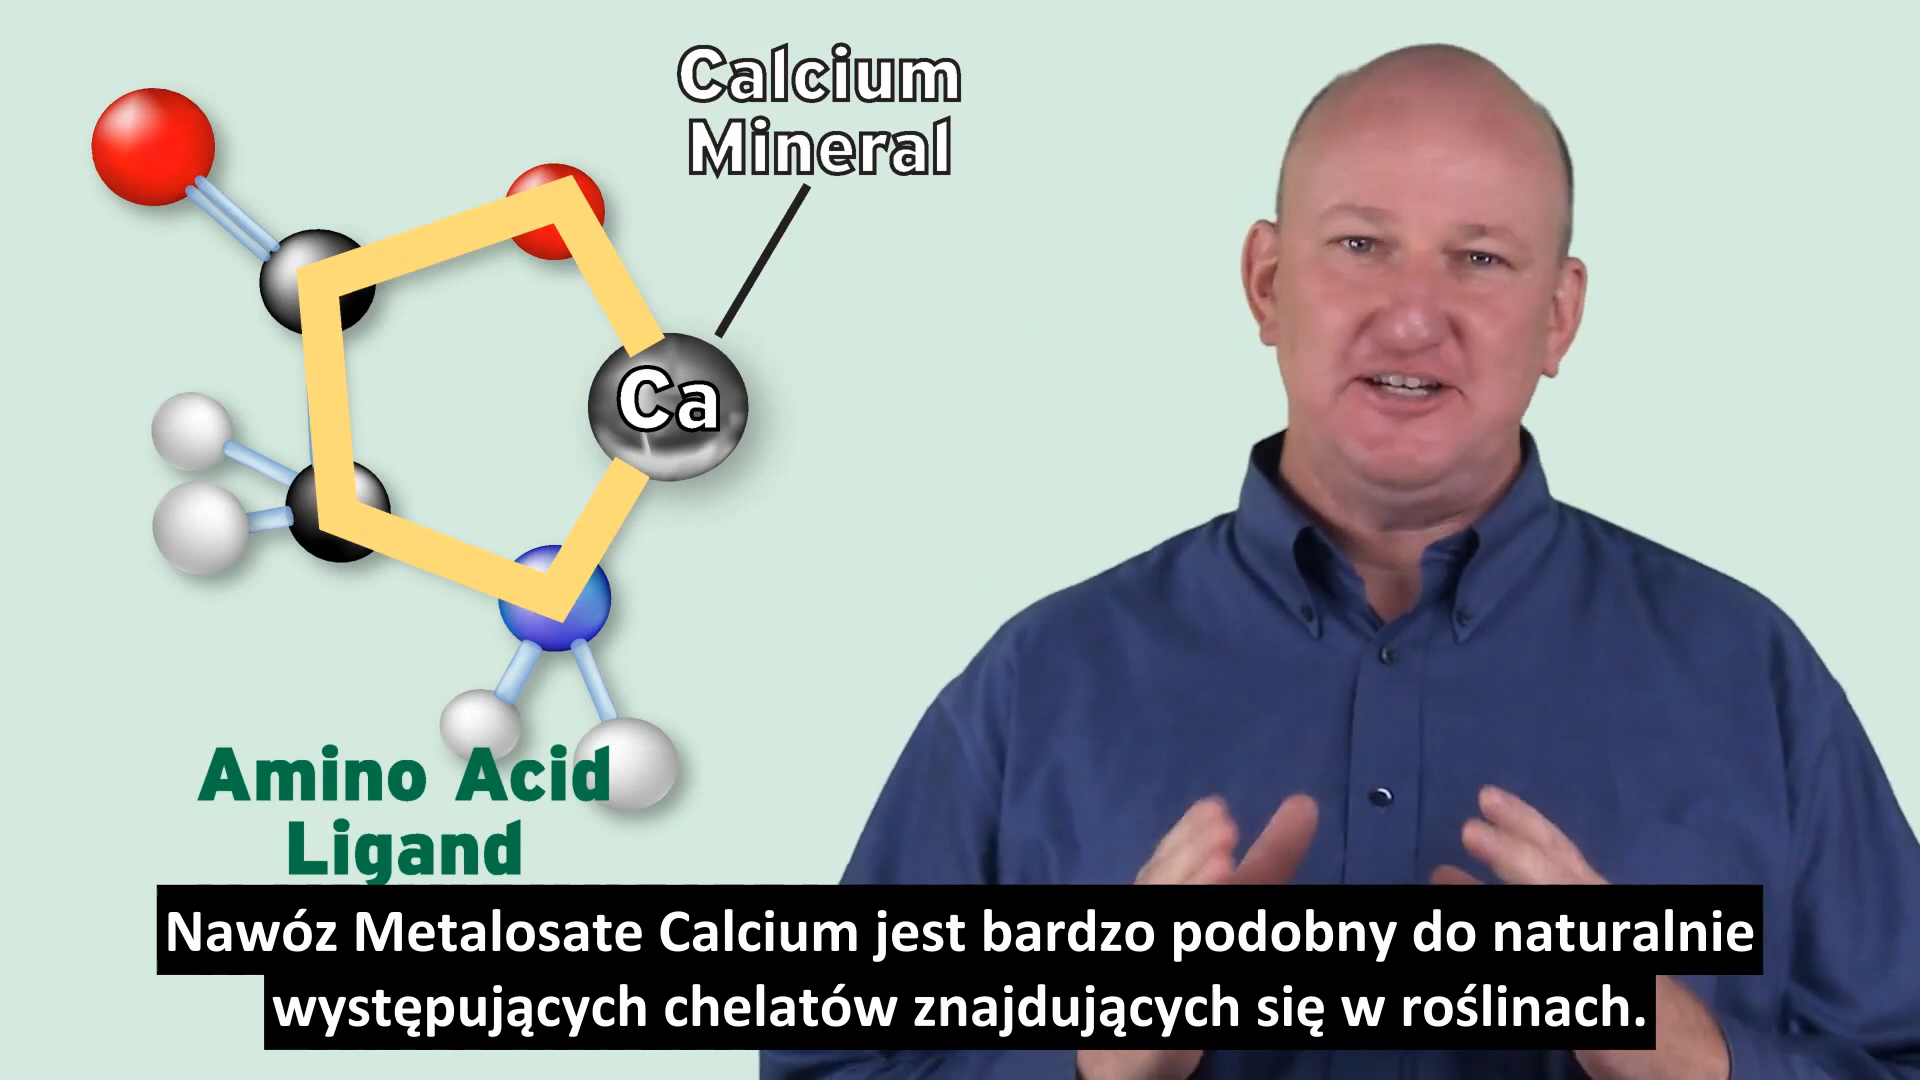 Calcium
Mineral
Ca
Amino Acid
Ligand
Nawóz Metalosate Calcium jest bardzo podobny do naturalnie
występujących chelatów znajdujących się w roślinach.